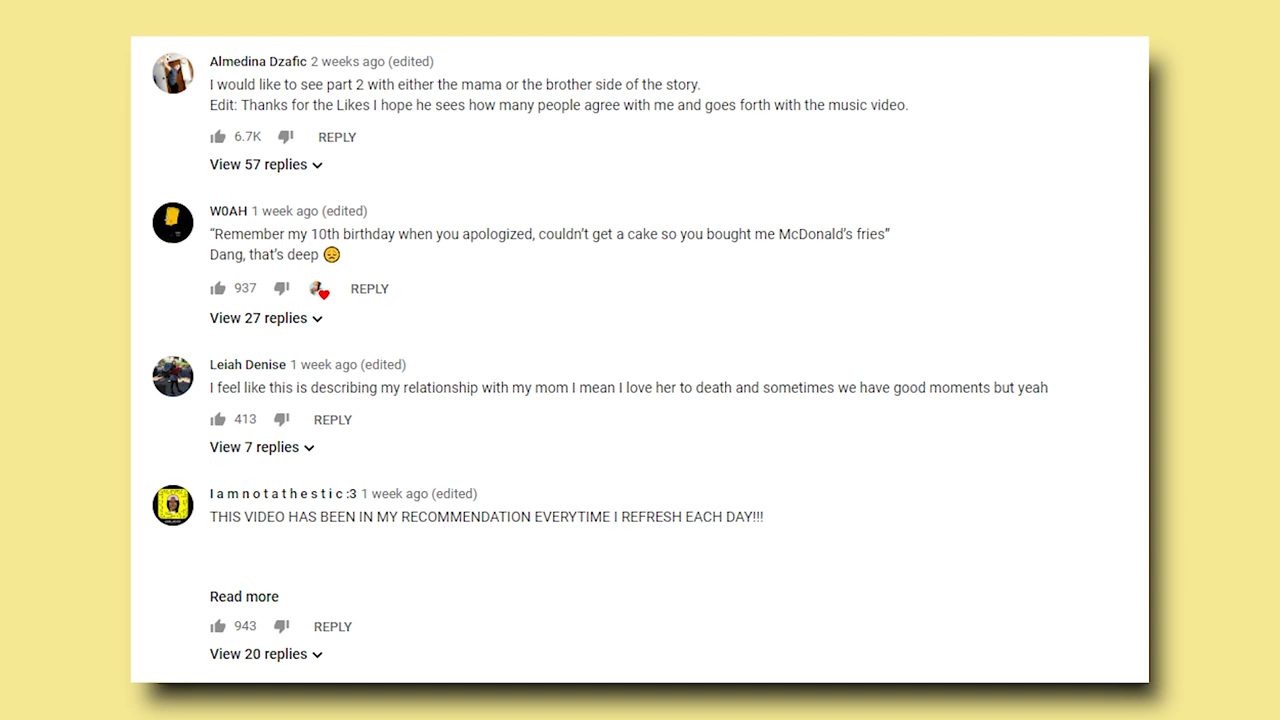 Almedina Dzafic 2 weeks ago (edited)
I would like to see part 2 with either the mama or the brother side of the story.
Edit: Thanks for the Likes I hope he sees how many people agree with me and goes forth with the music video.
6.7K REPLY
View 57 replies
W0AH 1 week ago (edited)
“Remember my 10th birthday when you apologized, couldn’t get a cake so you bought me McDonald’s fries”
Dang, that’s deep 😔
937 REPLY
View 27 replies
Leiah Denise 1 week ago (edited)
I feel like this is describing my relationship with my mom I mean I love her to death and sometimes we have good moments but yeah
413 REPLY
View 7 replies
I a m n o t a t h e s t i c :3 1 week ago (edited)
THIS VIDEO HAS BEEN IN MY RECOMMENDATION EVERYTIME I REFRESH EACH DAY!!!
Read more
943 REPLY
View 20 replies